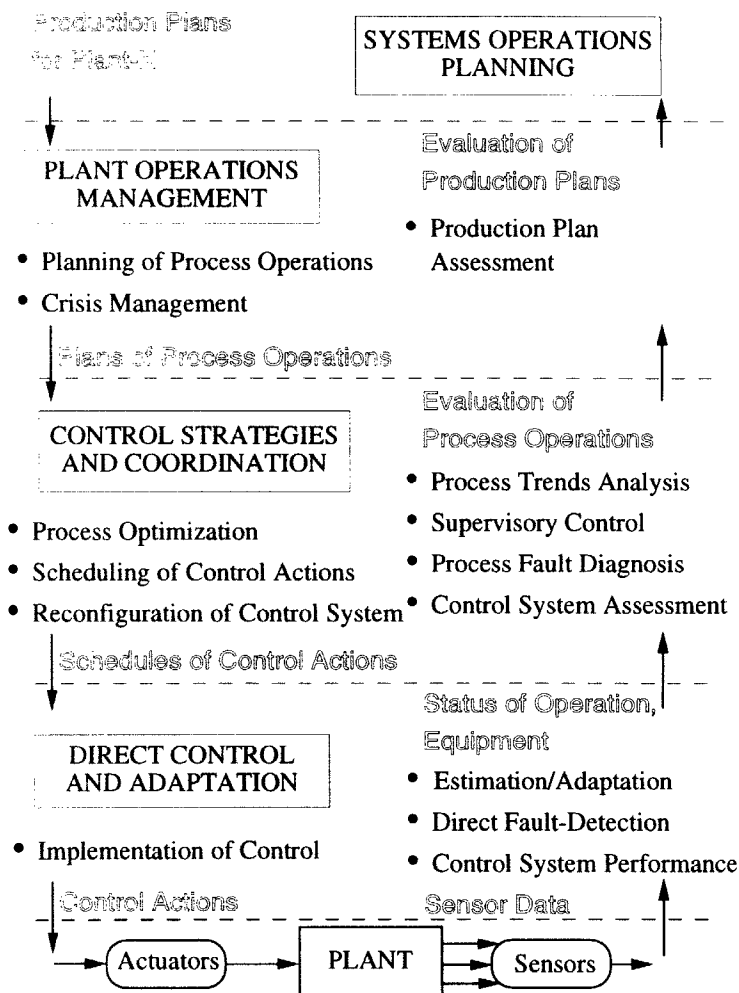 Production Plans
for Plant-N
SYSTEMS OPERATIONS
PLANNING
PLANT OPERATIONS
MANAGEMENT
• Planning of Process Operations
• Crisis Management
Evaluation of
Production Plans
• Production Plan
Assessment
Plans of Process Operations
CONTROL STRATEGIES
AND COORDINATION
• Process Optimization
• Scheduling of Control Actions
• Reconfiguration of Control System
Evaluation of
Process Operations
• Process Trends Analysis
• Supervisory Control
• Process Fault Diagnosis
• Control System Assessment
Schedules of Control Actions
DIRECT CONTROL
AND ADAPTATION
• Implementation of Control
Status of Operation,
Equipment
• Estimation/Adaptation
• Direct Fault-Detection
• Control System Performance
Control Actions
Sensor Data
Actuators
PLANT
Sensors